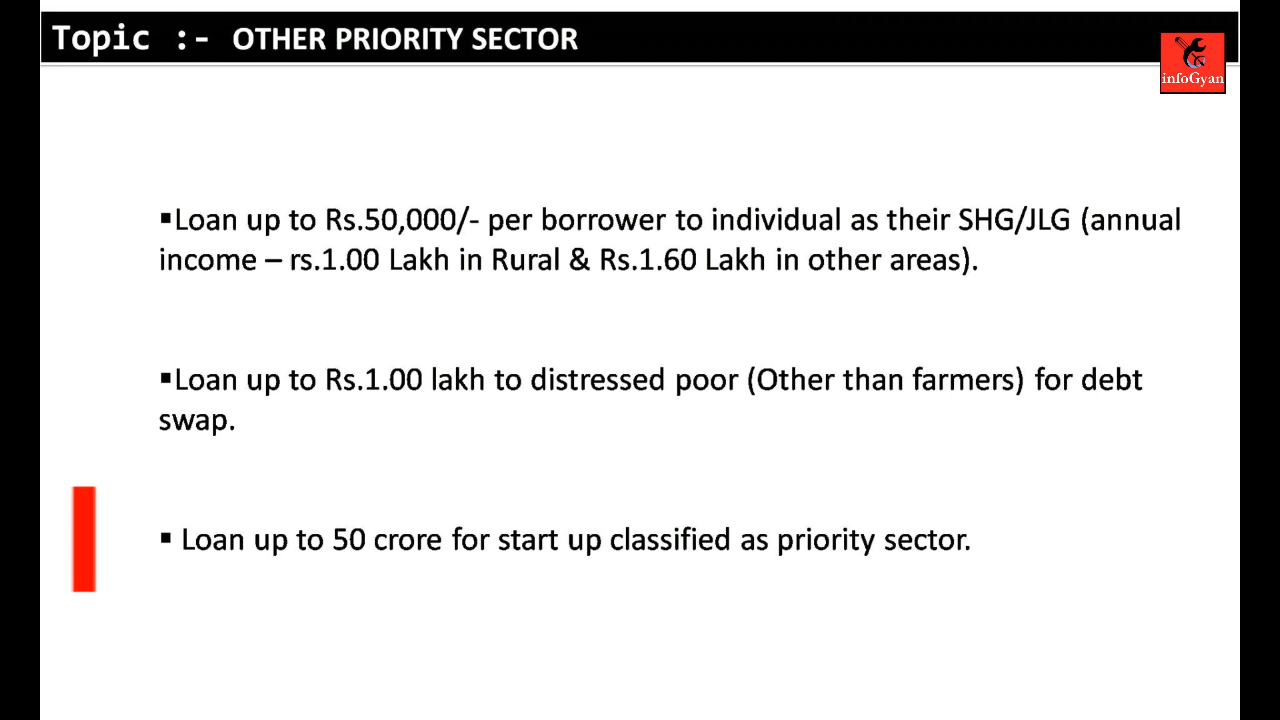 Topic :- OTHER PRIORITY SECTOR
infoGyan
▪Loan up to Rs.50,000/- per borrower to individual as their SHG/JLG (annual
income – rs.1.00 Lakh in Rural & Rs.1.60 Lakh in other areas).
▪Loan up to Rs.1.00 lakh to distressed poor (Other than farmers) for debt
swap.
▪ Loan up to 50 crore for start up classified as priority sector.